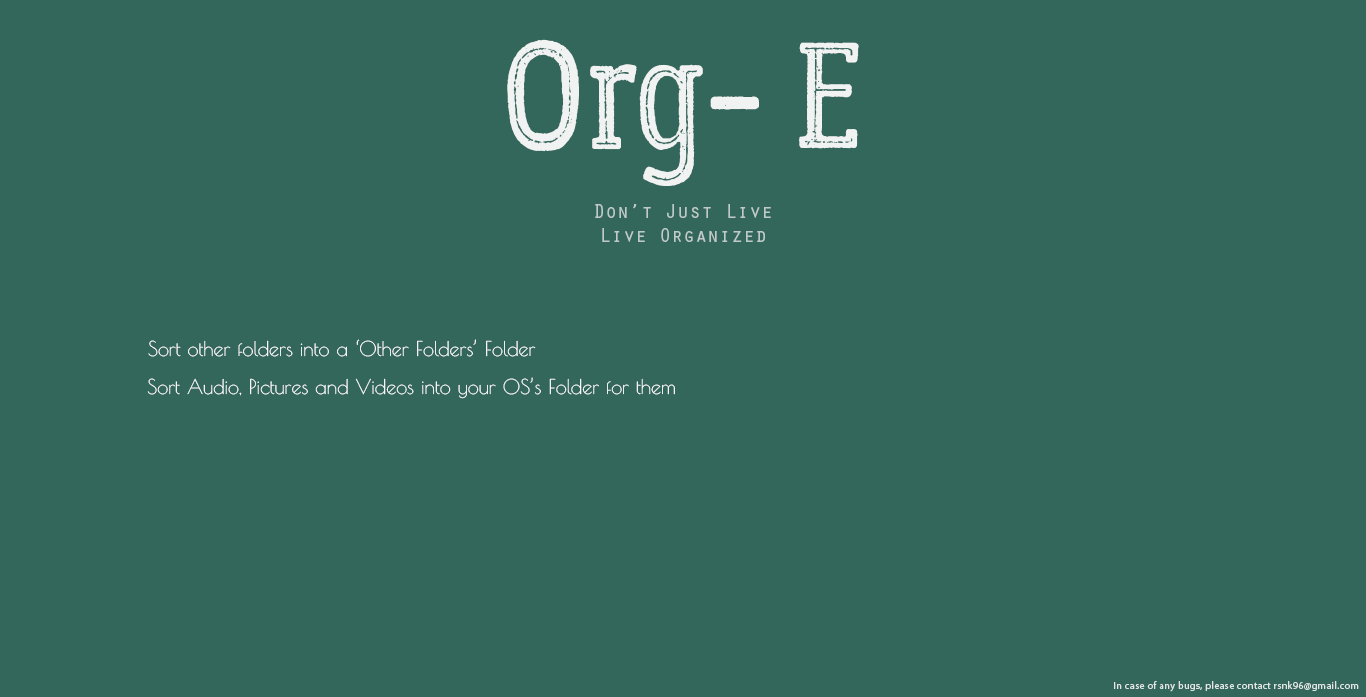 Org- E
Don't Just Live
Live Organized
Sort other folders into a 'Other Folders' Folder
Sort Audio, Pictures and Videos into your OS's Folder for them
In case of any bugs, please contact rsnk96@gmail.com